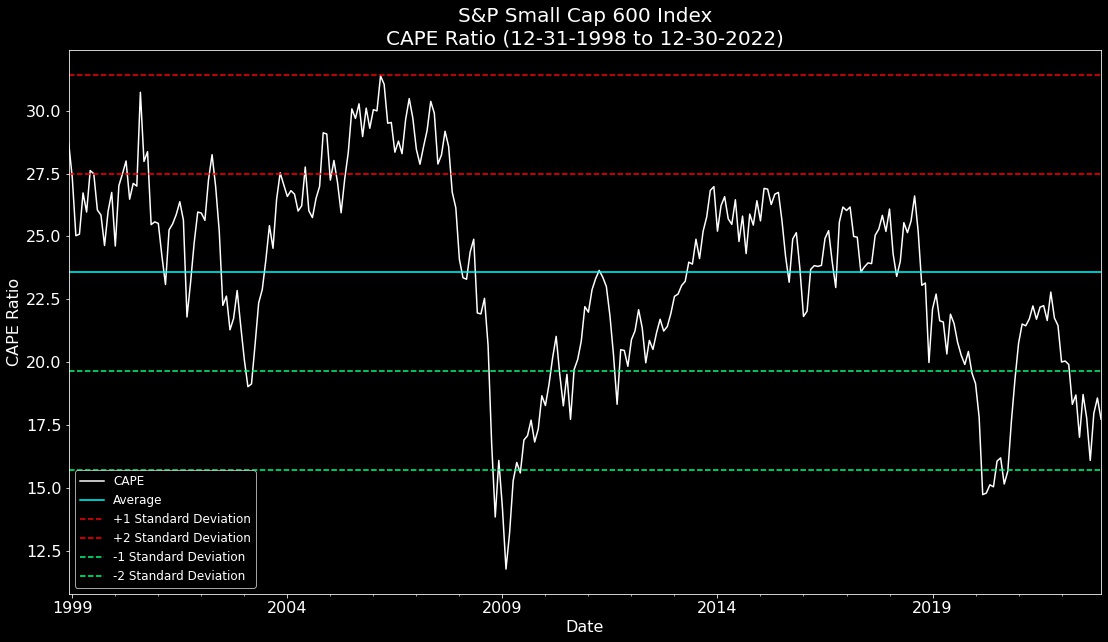 S&P Small Cap 600 Index
CAPE Ratio (12-31-1998 to 12-30-2022)
CAPE Ratio
30.0
27.5
25.0
22.5
20.0
17.5
15.0
12.5
CAPE
Average
+1 Standard Deviation
+2 Standard Deviation
-1 Standard Deviation
-2 Standard Deviation
1999 2004 2009 2014 2019
Date